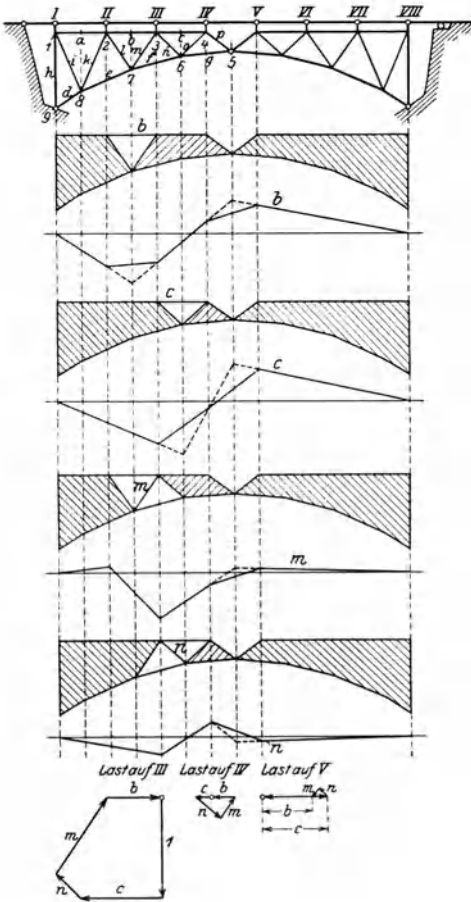 I II III IV V VI VII VIII
a b c p
1 2 3 4
i k l m n o
h f h g 5
d e 7 6
9 8
b
b
c
c
m
m
n
n
Last auf III Last auf IV Last auf V
b c b m n
n m b
m 1 c
n c